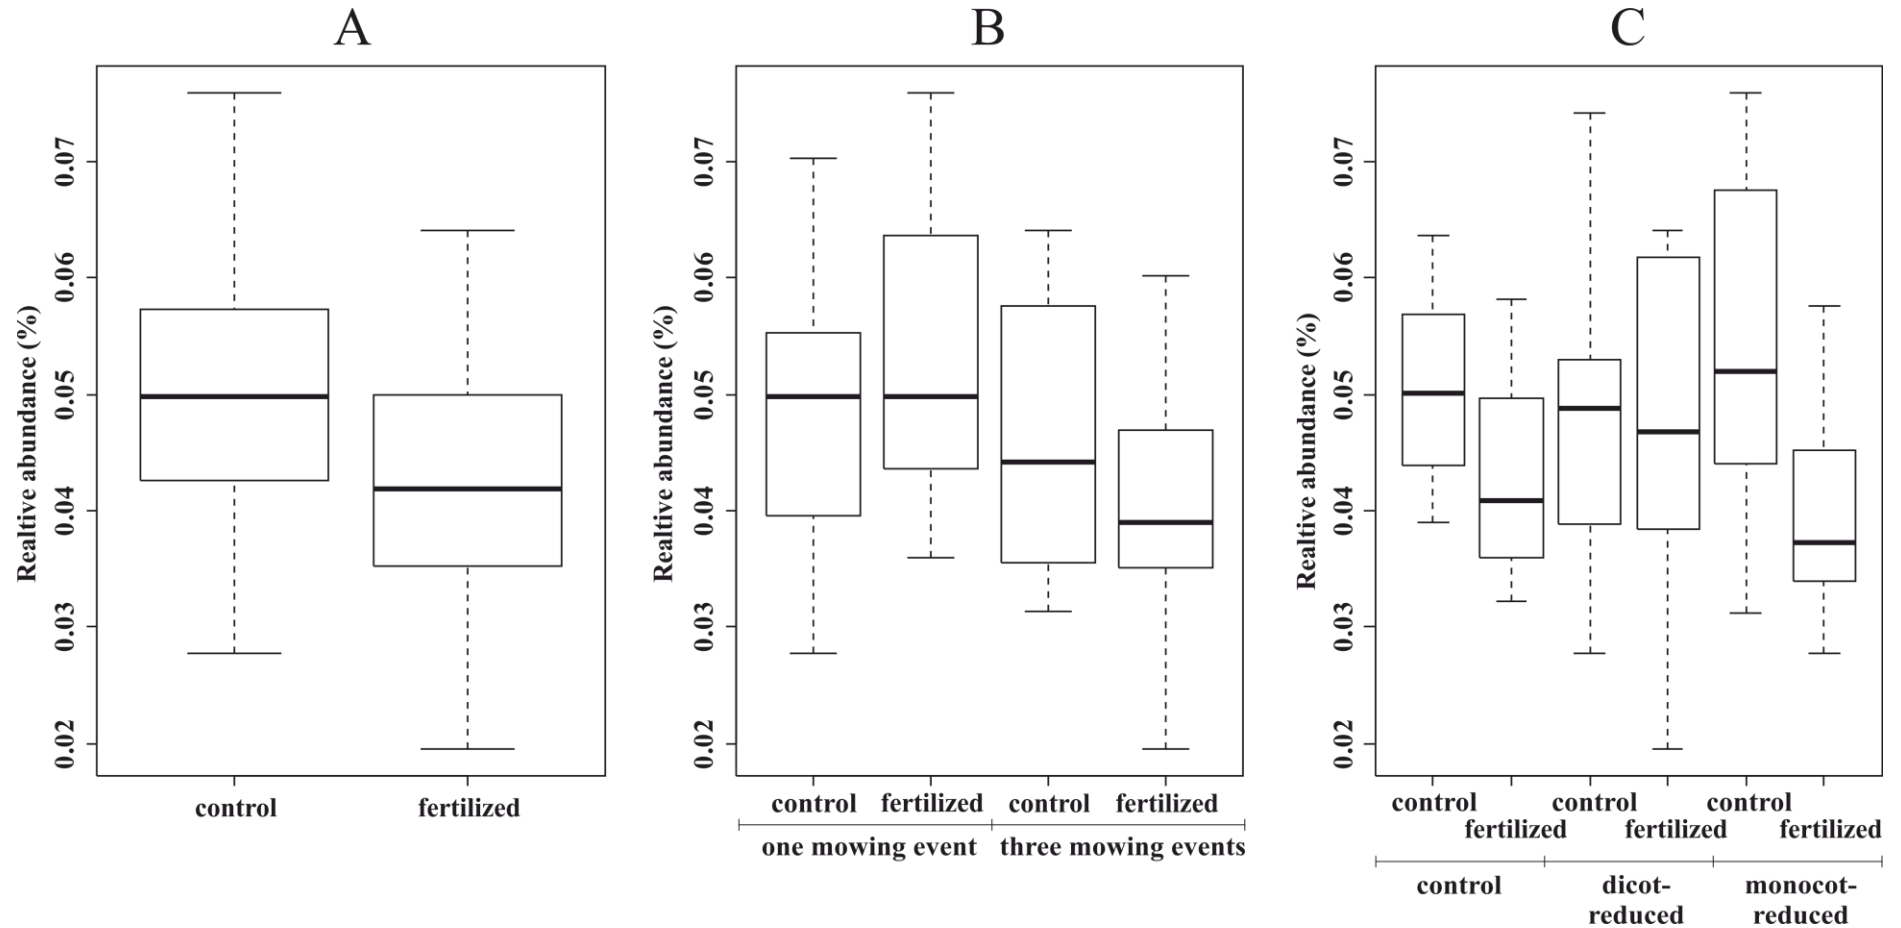 A
B
C
Realtive abundance (%)
0.07
0.06
0.05
0.04
0.03
0.02
control
fertilized
Realtive abundance (%)
0.07
0.06
0.05
0.04
0.03
0.02
control fertilized control fertilized
one mowing event three mowing events
Realtive abundance (%)
0.07
0.06
0.05
0.04
0.03
0.02
control control control
fertilized fertilized fertilized
control
dicot-
reduced
monocot-
reduced